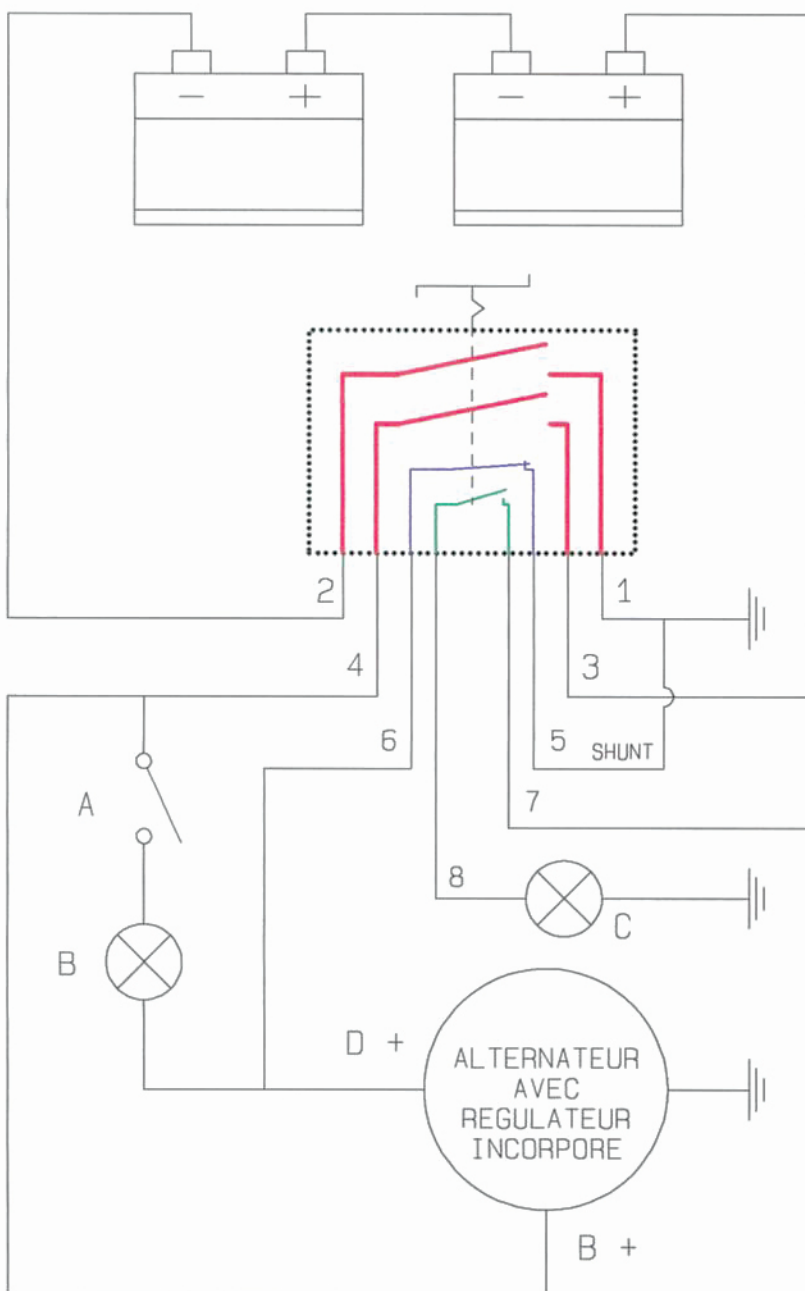 − + − +
2 1
4 3
6 5 SHUNT
A
7
8
C
B
D +
ALTERNATEUR
AVEC
REGULATEUR
INCORPORE
B +